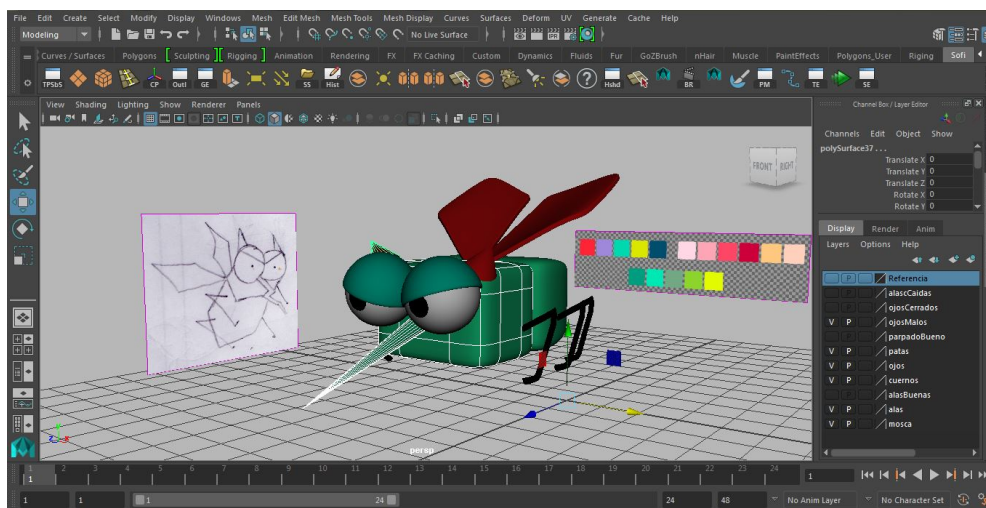 File Edit Create Select Modify Display Windows Mesh Edit Mesh Mesh Tools Mesh Display Curves Surfaces Deform UV Generate Cache Help
Modeling No Live Surface
Curves / Surfaces Polygons Sculpting Rigging Animation Rendering FX FX Caching Custom Dynamics Fluids Fur GoZBrush nHair Muscle PaintEffects Polygons_User Riging Sofi
TPSbS CP Outl GE SS Hist Hshd BR PM TE SE
View Shading Lighting Show Renderer Panels
Channel Box / Layer Editor
Channels Edit Object Show
polySurface37 . . .
Translate X 0
Translate Y 0
Translate Z 0
Rotate X 0
Rotate Y 0
FRONT RIGHT
Display Render Anim
Layers Options Help
P Referencia
alascCaidas
ojosCerrados
V P ojosMalos
parpadoBueno
V P patas
V P ojos
V P cuernos
alasBuenas
V P alas
V P mosca
persp
1 2 3 4 5 6 7 8 9 10 11 12 13 14 15 16 17 18 19 20 21 22 23 24
1 1
1 1 1 24 24 48 No Anim Layer No Character Set